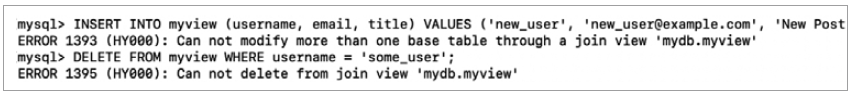 mysql> INSERT INTO myview (username, email, title) VALUES ('new_user', 'new_user@example.com', 'New Post
ERROR 1393 (HY000): Can not modify more than one base table through a join view 'mydb.myview'
mysql> DELETE FROM myview WHERE username = 'some_user';
ERROR 1395 (HY000): Can not delete from join view 'mydb.myview'